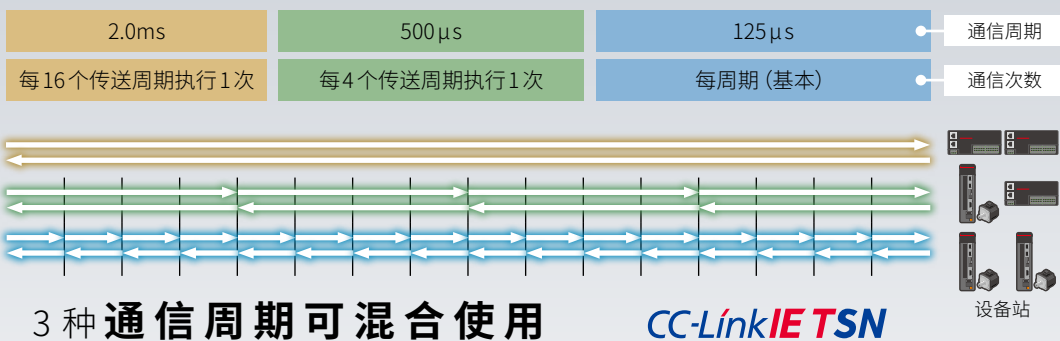 2.0ms
500μs
125μs
通信周期
每16个传送周期执行1次
每4个传送周期执行1次
每周期（基本）
通信次数
设备站
3种通信周期可混合使用
CC-Link IE TSN